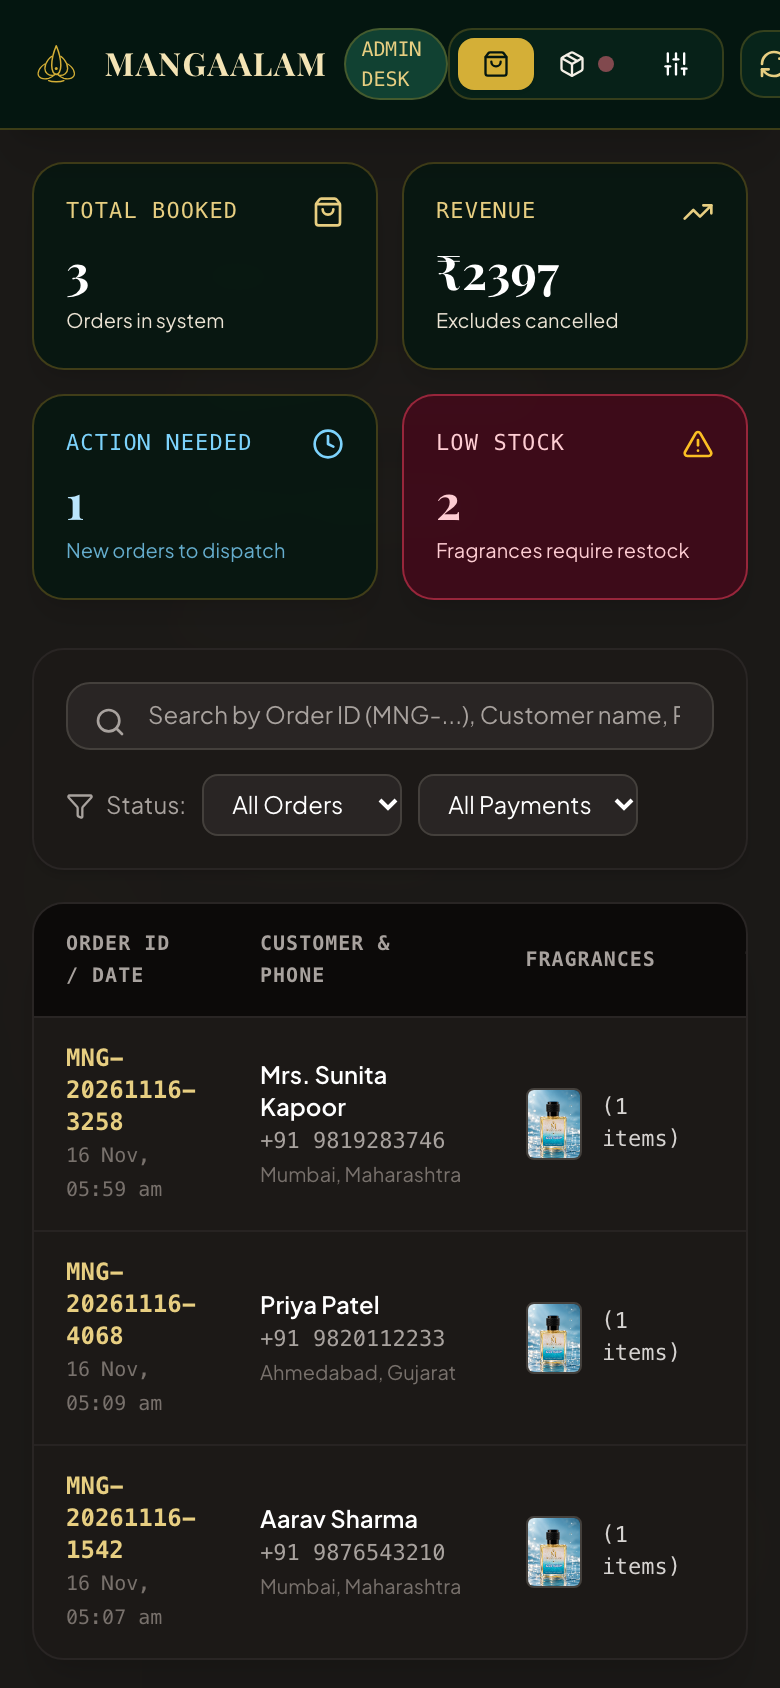 MANGAALAM
ADMIN
DESK
TOTAL BOOKED
3
Orders in system
REVENUE
₹2397
Excludes cancelled
ACTION NEEDED
1
New orders to dispatch
LOW STOCK
2
Fragrances require restock
Search by Order ID (MNG-...), Customer name,
Status:
All Orders
All Payments
ORDER ID
/ DATE
CUSTOMER &
PHONE
FRAGRANCES
MNG-
20261116-
3258
16 Nov,
05:59 am
Mrs. Sunita
Kapoor
+91 9819283746
Mumbai, Maharashtra
(1
items)
MNG-
20261116-
4068
16 Nov,
05:09 am
Priya Patel
+91 9820112233
Ahmedabad, Gujarat
(1
items)
MNG-
20261116-
1542
16 Nov,
05:07 am
Aarav Sharma
+91 9876543210
Mumbai, Maharashtra
(1
items)